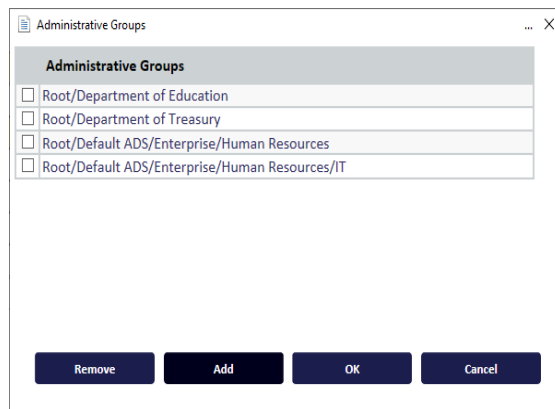 Administrative Groups ... X
Administrative Groups
Root/Department of Education
Root/Department of Treasury
Root/Default ADS/Enterprise/Human Resources
Root/Default ADS/Enterprise/Human Resources/IT
Remove Add OK Cancel